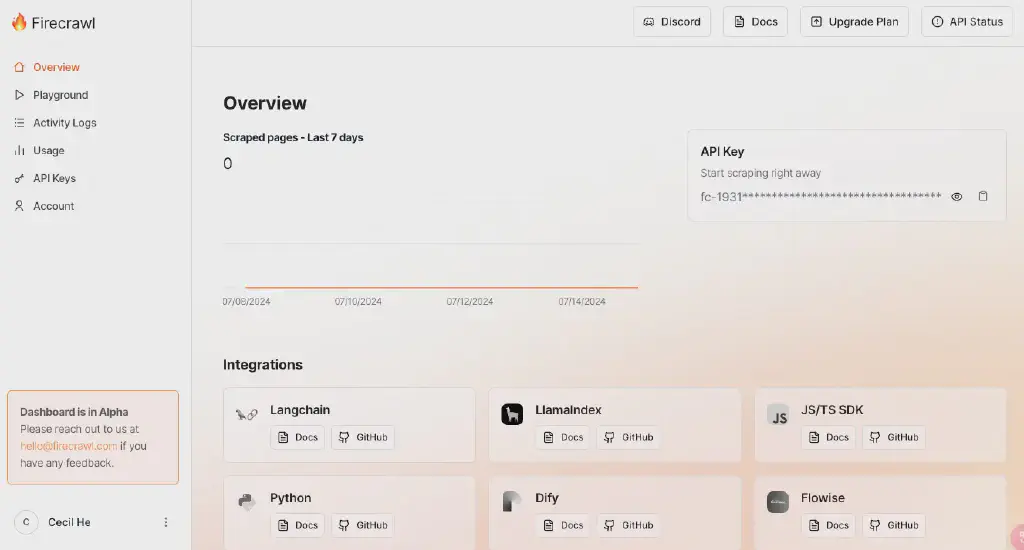 Firecrawl
Discord
Docs
Upgrade Plan
API Status
Overview
Playground
Activity Logs
Usage
API Keys
Account
Overview
Scraped pages - Last 7 days
0
API Key
Start scraping right away
fc-1931**********************************
07/08/2024
07/10/2024
07/12/2024
07/14/2024
Integrations
Langchain
Docs
GitHub
LlamaIndex
Docs
GitHub
JS
JS/TS SDK
Docs
GitHub
Python
Docs
GitHub
Dify
Docs
GitHub
Flowise
Docs
GitHub
Dashboard is in Alpha
Please reach out to us at
hello@firecrawl.com if you
have any feedback.
C
Cecil He